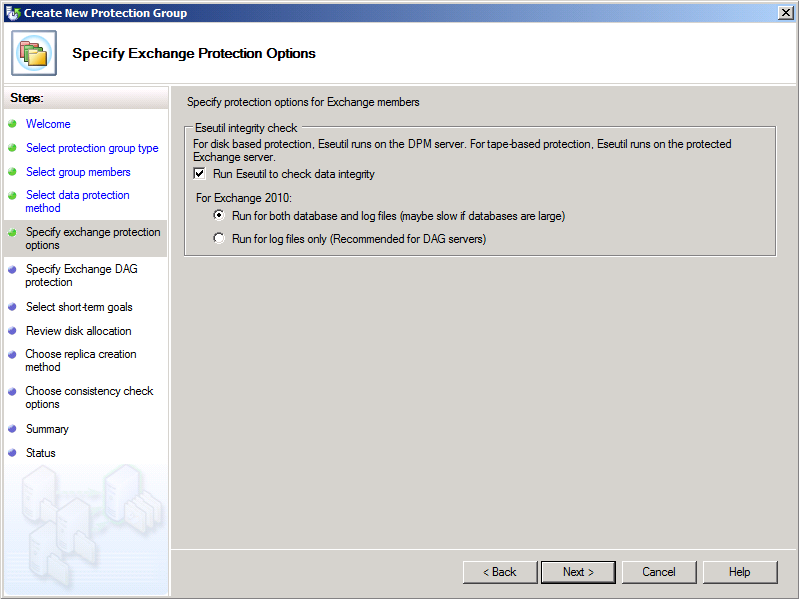 Create New Protection Group
Specify Exchange Protection Options
Steps:
Welcome
Select protection group type
Select group members
Select data protection
method
Specify exchange protection
options
Specify Exchange DAG
protection
Select short-term goals
Review disk allocation
Choose replica creation
method
Choose consistency check
options
Summary
Status
Specify protection options for Exchange members
Eseutil integrity check
For disk based protection, Eseutil runs on the DPM server. For tape-based protection, Eseutil runs on the protected
Exchange server.
Run Eseutil to check data integrity
For Exchange 2010:
Run for both database and log files (maybe slow if databases are large)
Run for log files only (Recommended for DAG servers)
< Back
Next >
Cancel
Help